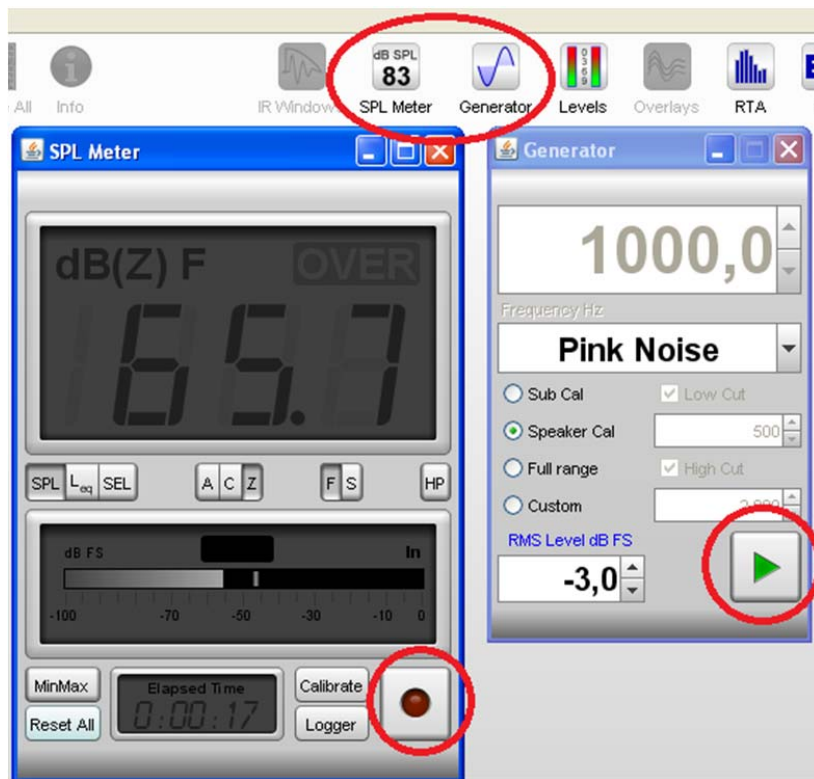 dB SPL
83
All
Info
IR Window
SPL Meter
Generator
Levels
Overlays
RTA
SPL Meter
dB(Z) F
OVER
65.7
SPL
Leq
SEL
A
C
Z
F
S
HP
dB FS
In
-100
-70
-50
-30
-10
0
MinMax
Reset All
Elapsed Time
0:00:17
Calibrate
Logger
Generator
1000,0
Frequency Hz
Pink Noise
Sub Cal
Low Cut
Speaker Cal
500
Full range
High Cut
Custom
RMS Level dB FS
-3,0